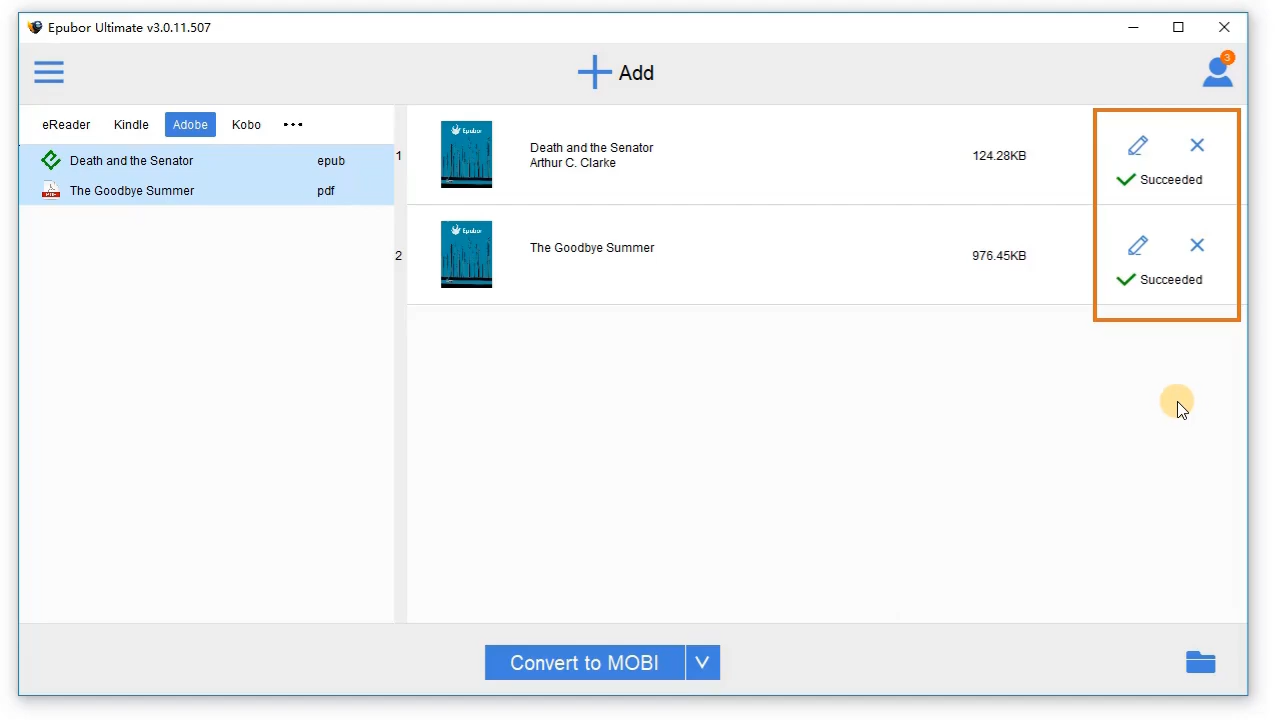 Epubor Ultimate v3.0.11.507
Add
3
eReader Kindle Adobe Kobo •••
Death and the Senator epub
The Goodbye Summer pdf
1
Epubor
Death and the Senator
Arthur C. Clarke
124.28KB
Succeeded
2
Epubor
The Goodbye Summer
976.45KB
Succeeded
Convert to MOBI